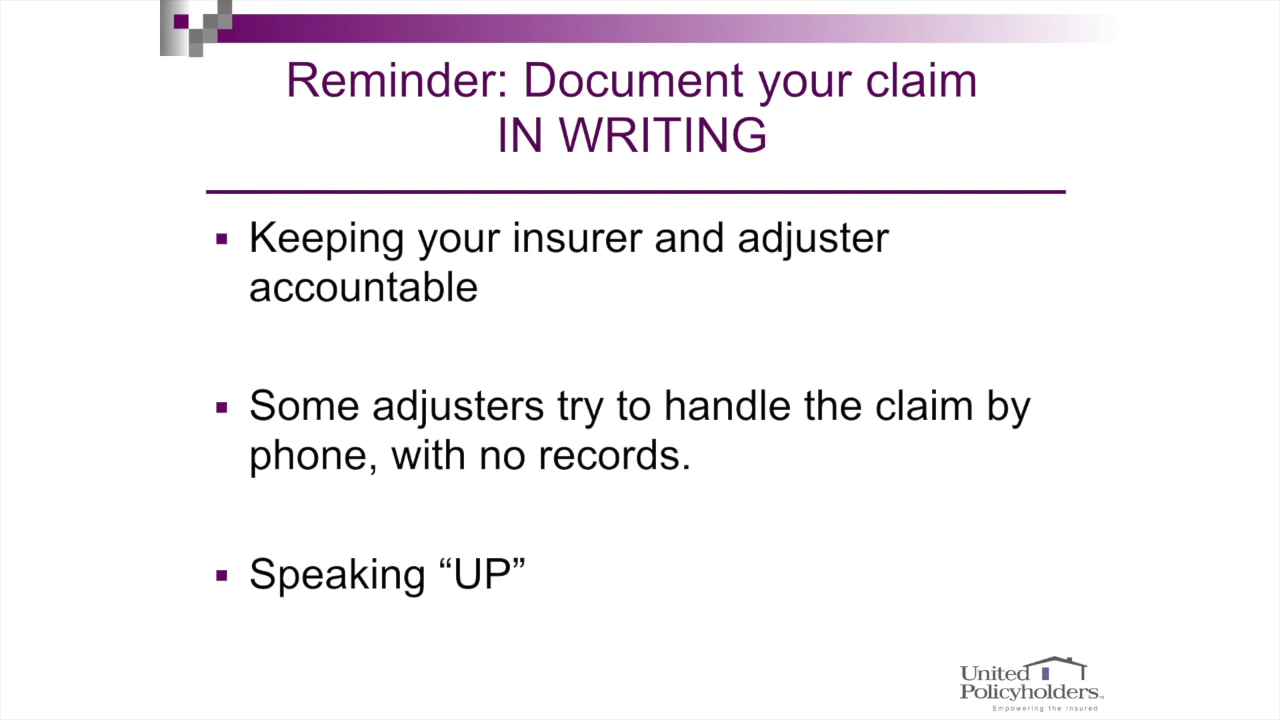 Reminder: Document your claim
IN WRITING
▪ Keeping your insurer and adjuster
accountable
▪ Some adjusters try to handle the claim by
phone, with no records.
▪ Speaking “UP”
United
Policyholders™
Empowering the Insured